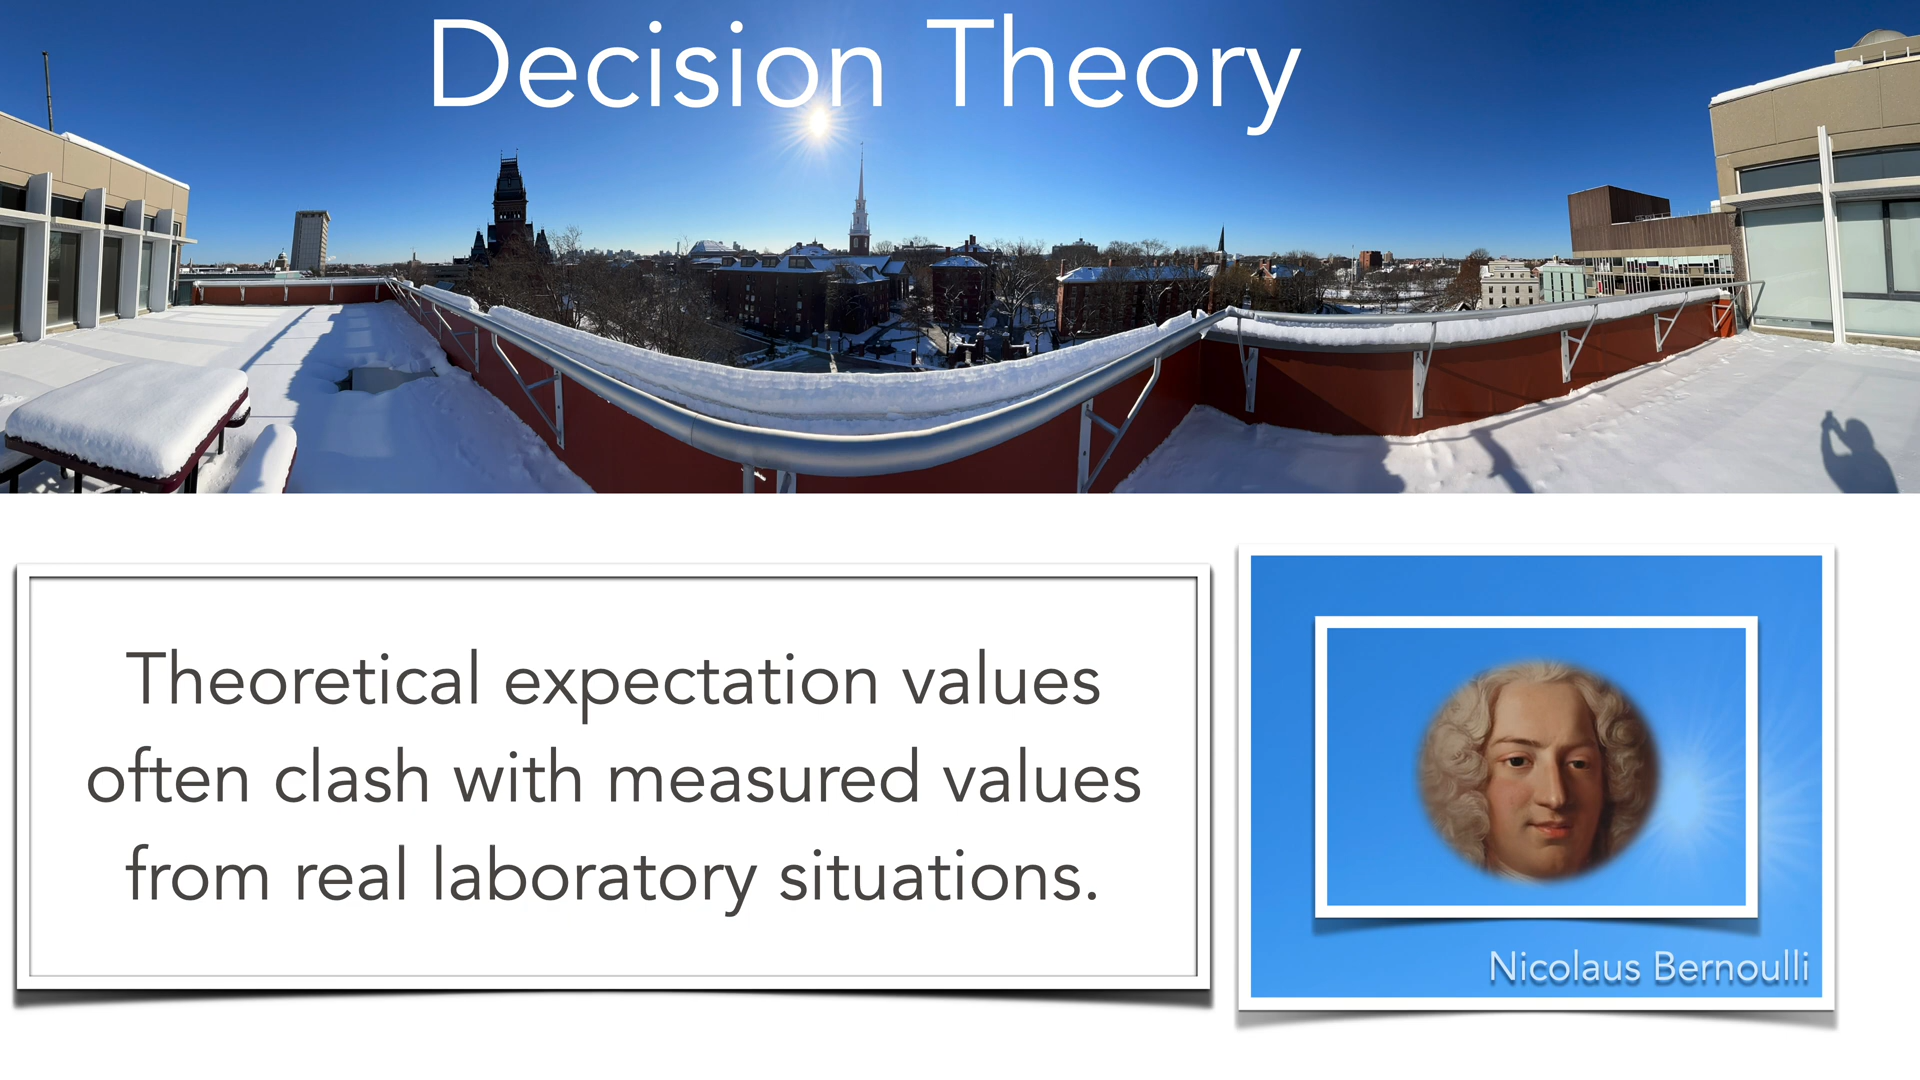 Decision Theory
Theoretical expectation values
often clash with measured values
from real laboratory situations.
Nicolaus Bernoulli